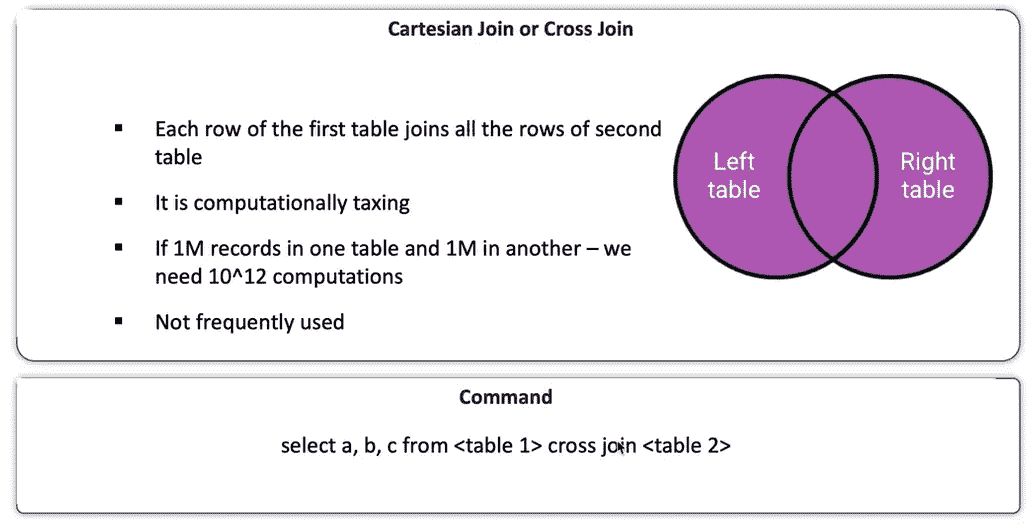 Cartesian Join or Cross Join
▪ Each row of the first table joins all the rows of second
table
▪ It is computationally taxing
▪ If 1M records in one table and 1M in another – we
need 10^12 computations
▪ Not frequently used
Left
table
Right
table
Command
select a, b, c from <table 1> cross join <table 2>